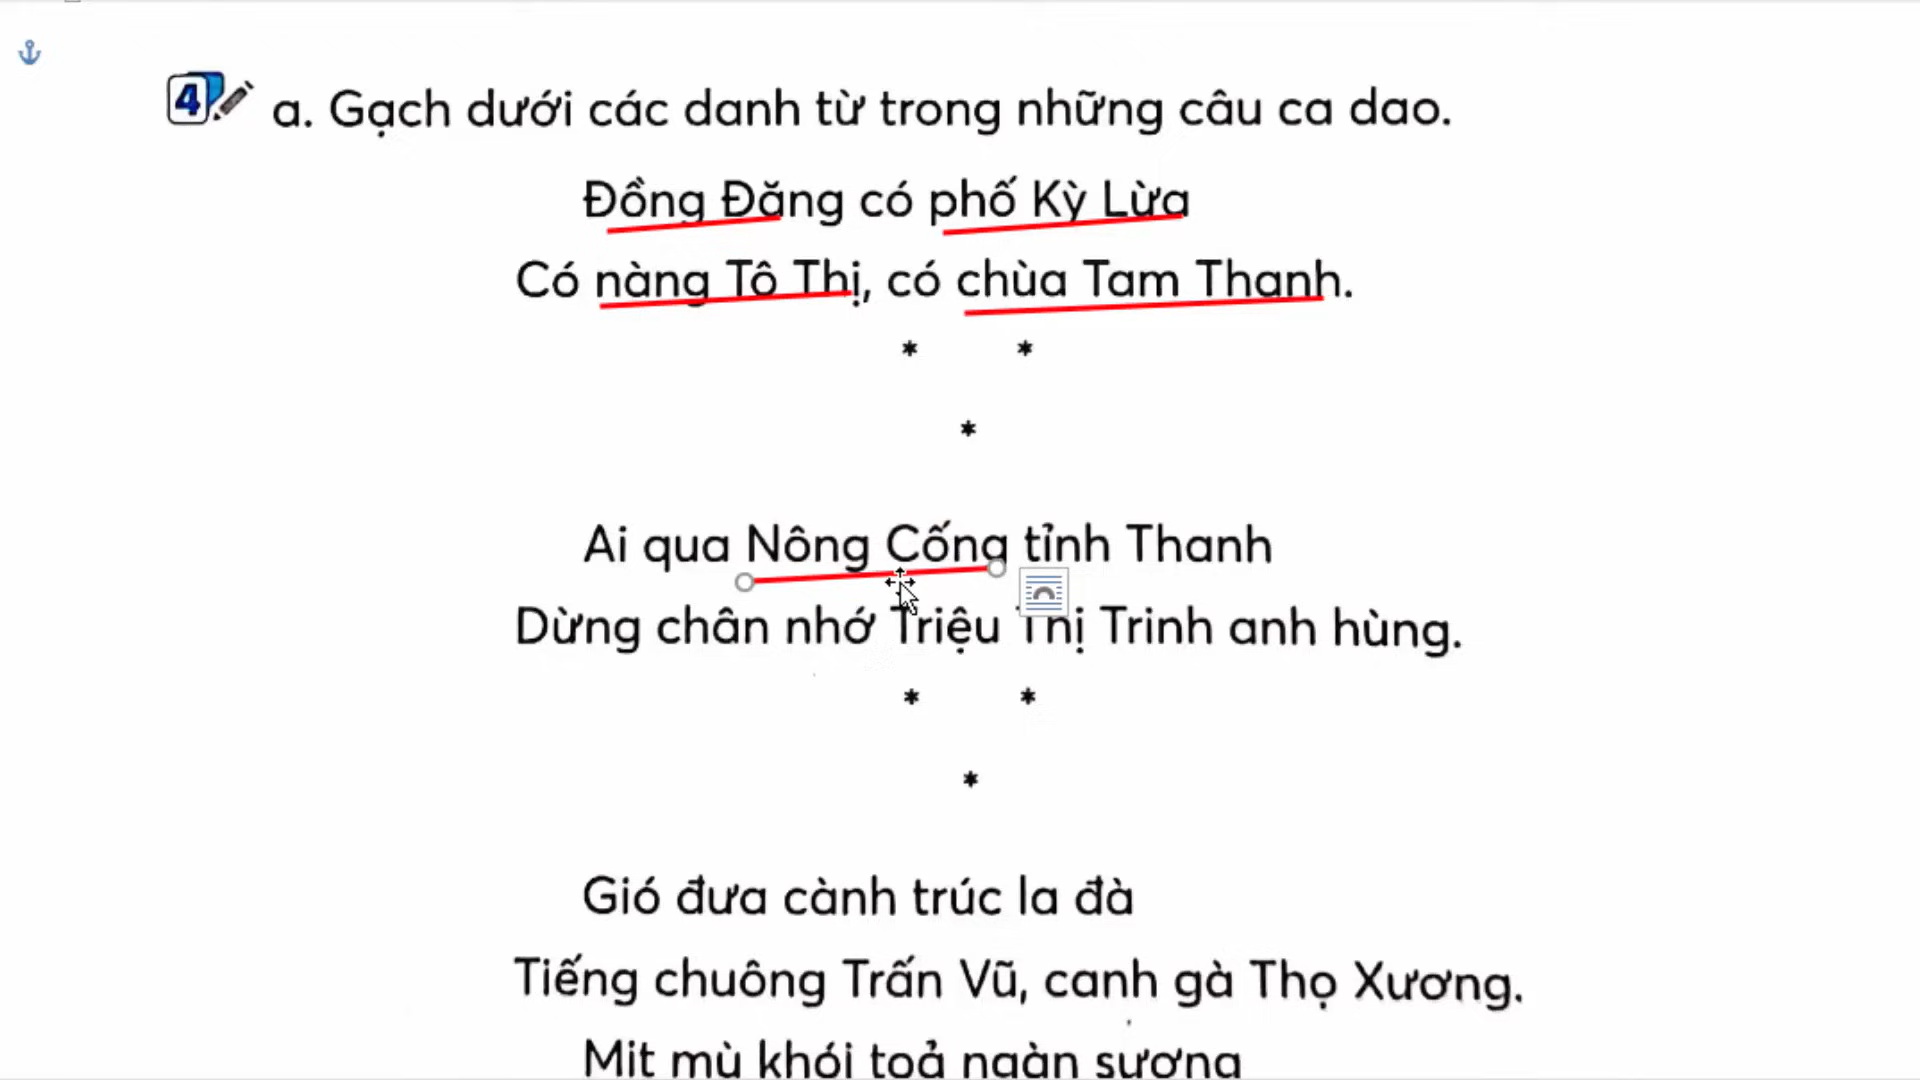 4 a. Gạch dưới các danh từ trong những câu ca dao.
Đồng Đăng có phố Kỳ Lừa
Có nàng Tô Thị, có chùa Tam Thanh.
* *
*
Ai qua Nông Cống tỉnh Thanh
Dừng chân nhớ Triệu Thị Trinh anh hùng.
* *
*
Gió đưa cành trúc la đà
Tiếng chuông Trấn Vũ, canh gà Thọ Xương.
Mịt mù khói toả ngàn sương